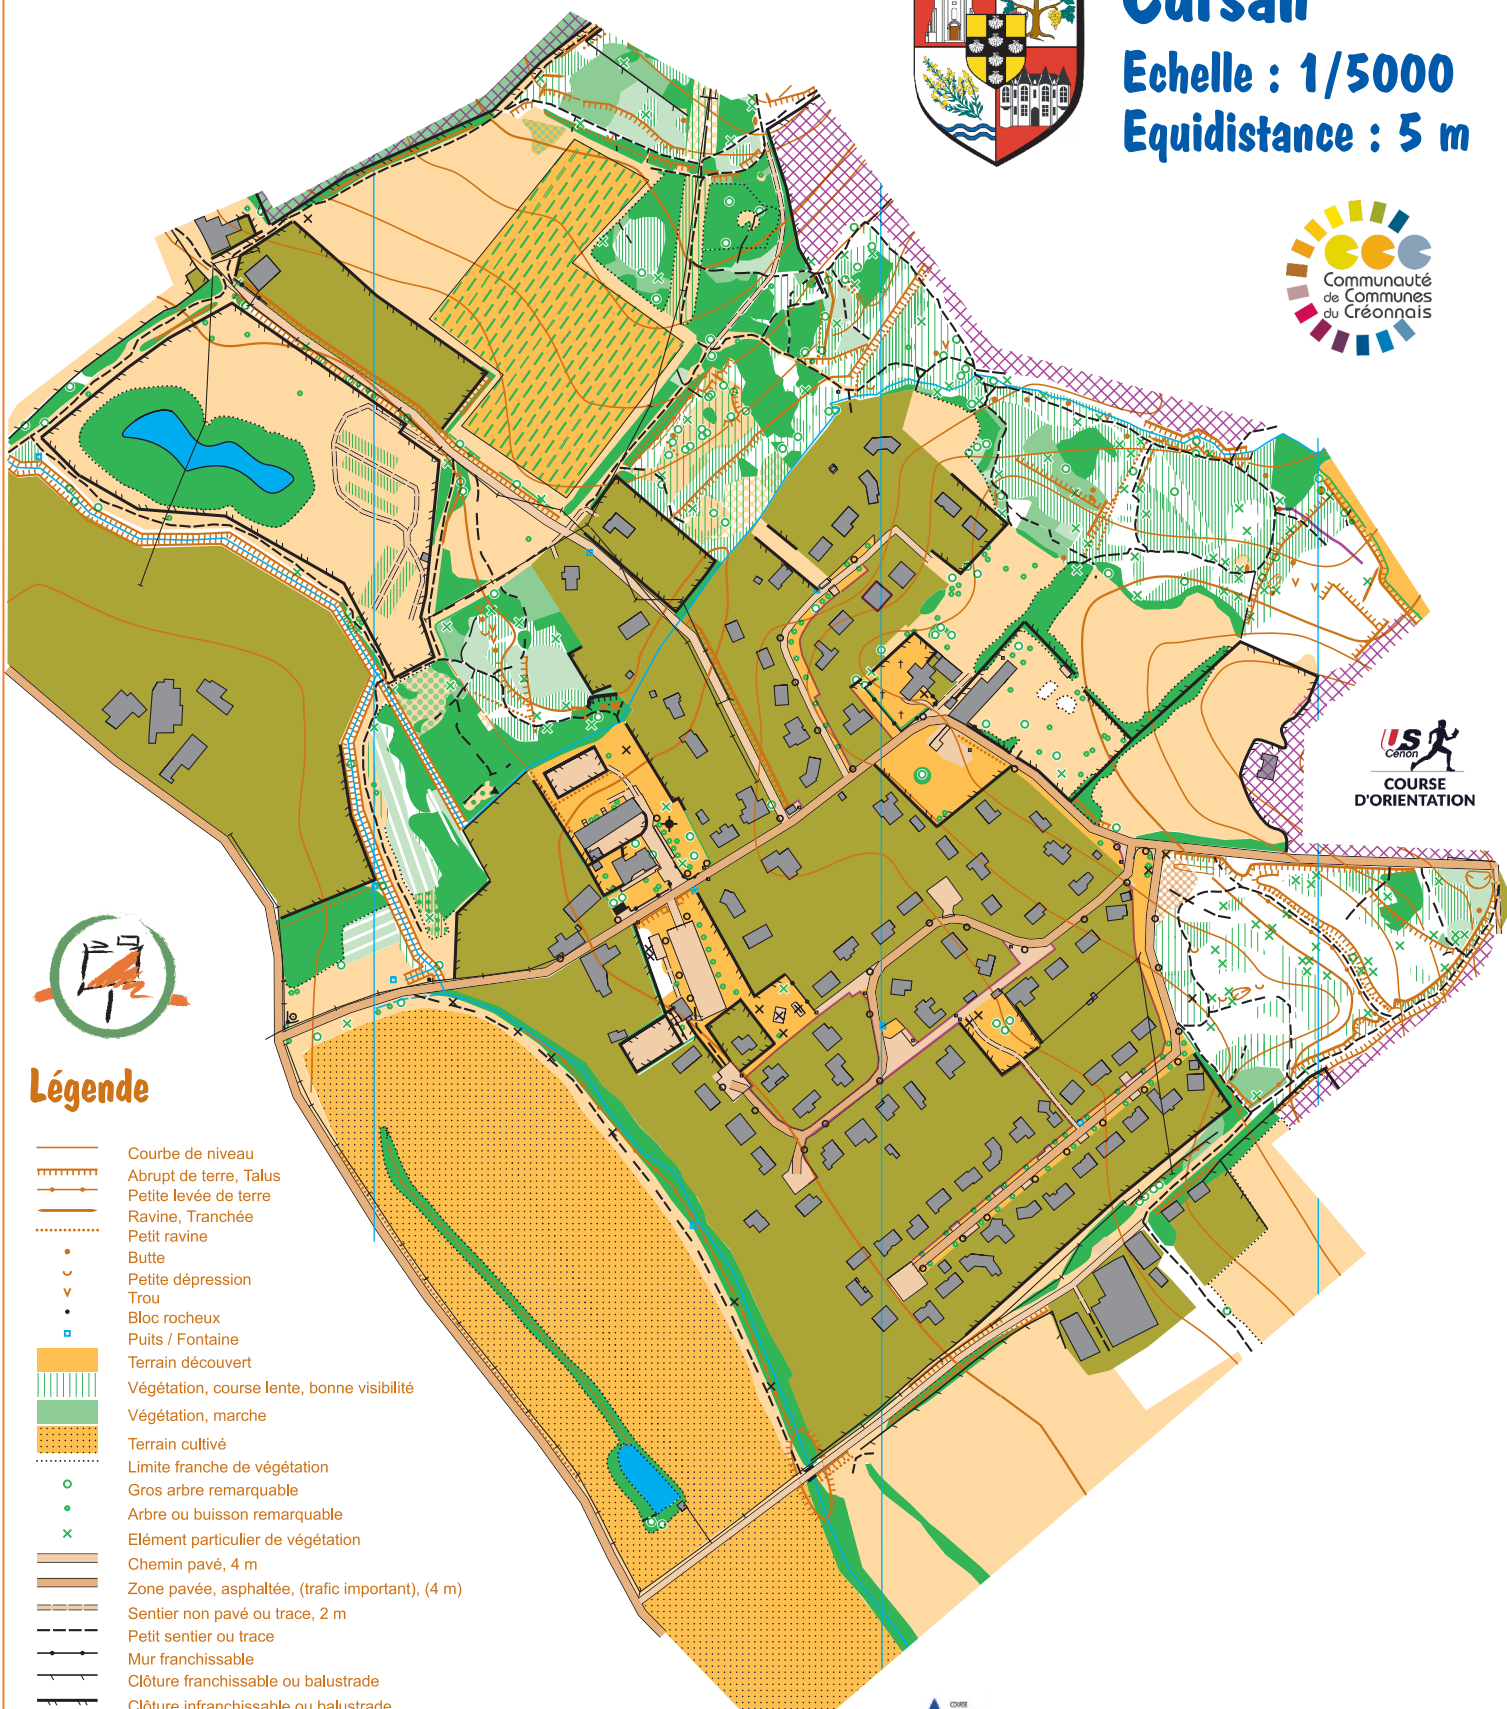 Cursan
Echelle : 1/5000
Equidistance : 5 m
Communauté
de Communes
du Créonnais
US
Cenon
COURSE
D'ORIENTATION
Légende
Courbe de niveau
Abrupt de terre, Talus
Petite levée de terre
Ravine, Tranchée
Petit ravine
Butte
Petite dépression
Trou
Bloc rocheux
Puits / Fontaine
Terrain découvert
Végétation, course lente, bonne visibilité
Végétation, marche
Terrain cultivé
Limite franche de végétation
Gros arbre remarquable
Arbre ou buisson remarquable
Elément particulier de végétation
Chemin pavé, 4 m
Zone pavée, asphaltée, (trafic important), (4 m)
Sentier non pavé ou trace, 2 m
Petit sentier ou trace
Mur franchissable
Clôture franchissable ou balustrade
Clôture infranchissable ou balustrade
COURSE